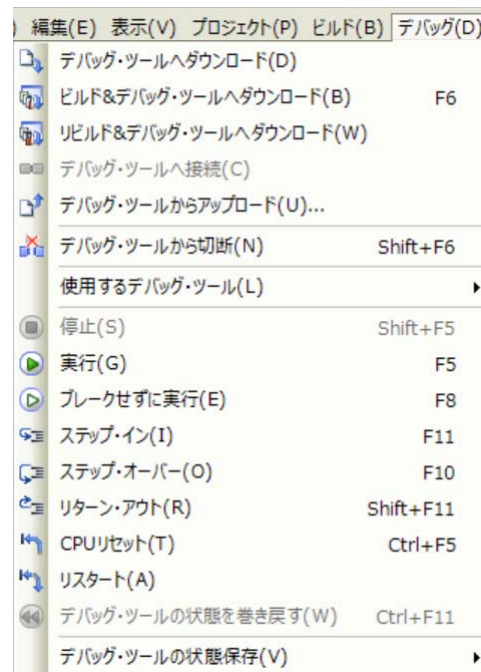 ) 編集(E) 表示(V) プロジェクト(P) ビルド(B) デバッグ(D)
デバッグ・ツールへダウンロード(D)
ビルド&デバッグ・ツールへダウンロード(B) F6
リビルド&デバッグ・ツールへダウンロード(W)
デバッグ・ツールへ接続(C)
デバッグ・ツールからアップロード(U)...
デバッグ・ツールから切断(N) Shift+F6
使用するデバッグ・ツール(L)
停止(S) Shift+F5
実行(G) F5
ブレークせずに実行(E) F8
ステップ・イン(I) F11
ステップ・オーバー(O) F10
リターン・アウト(R) Shift+F11
CPUリセット(T) Ctrl+F5
リスタート(A)
デバッグ・ツールの状態を巻き戻す(W) Ctrl+F11
デバッグ・ツールの状態保存(V)